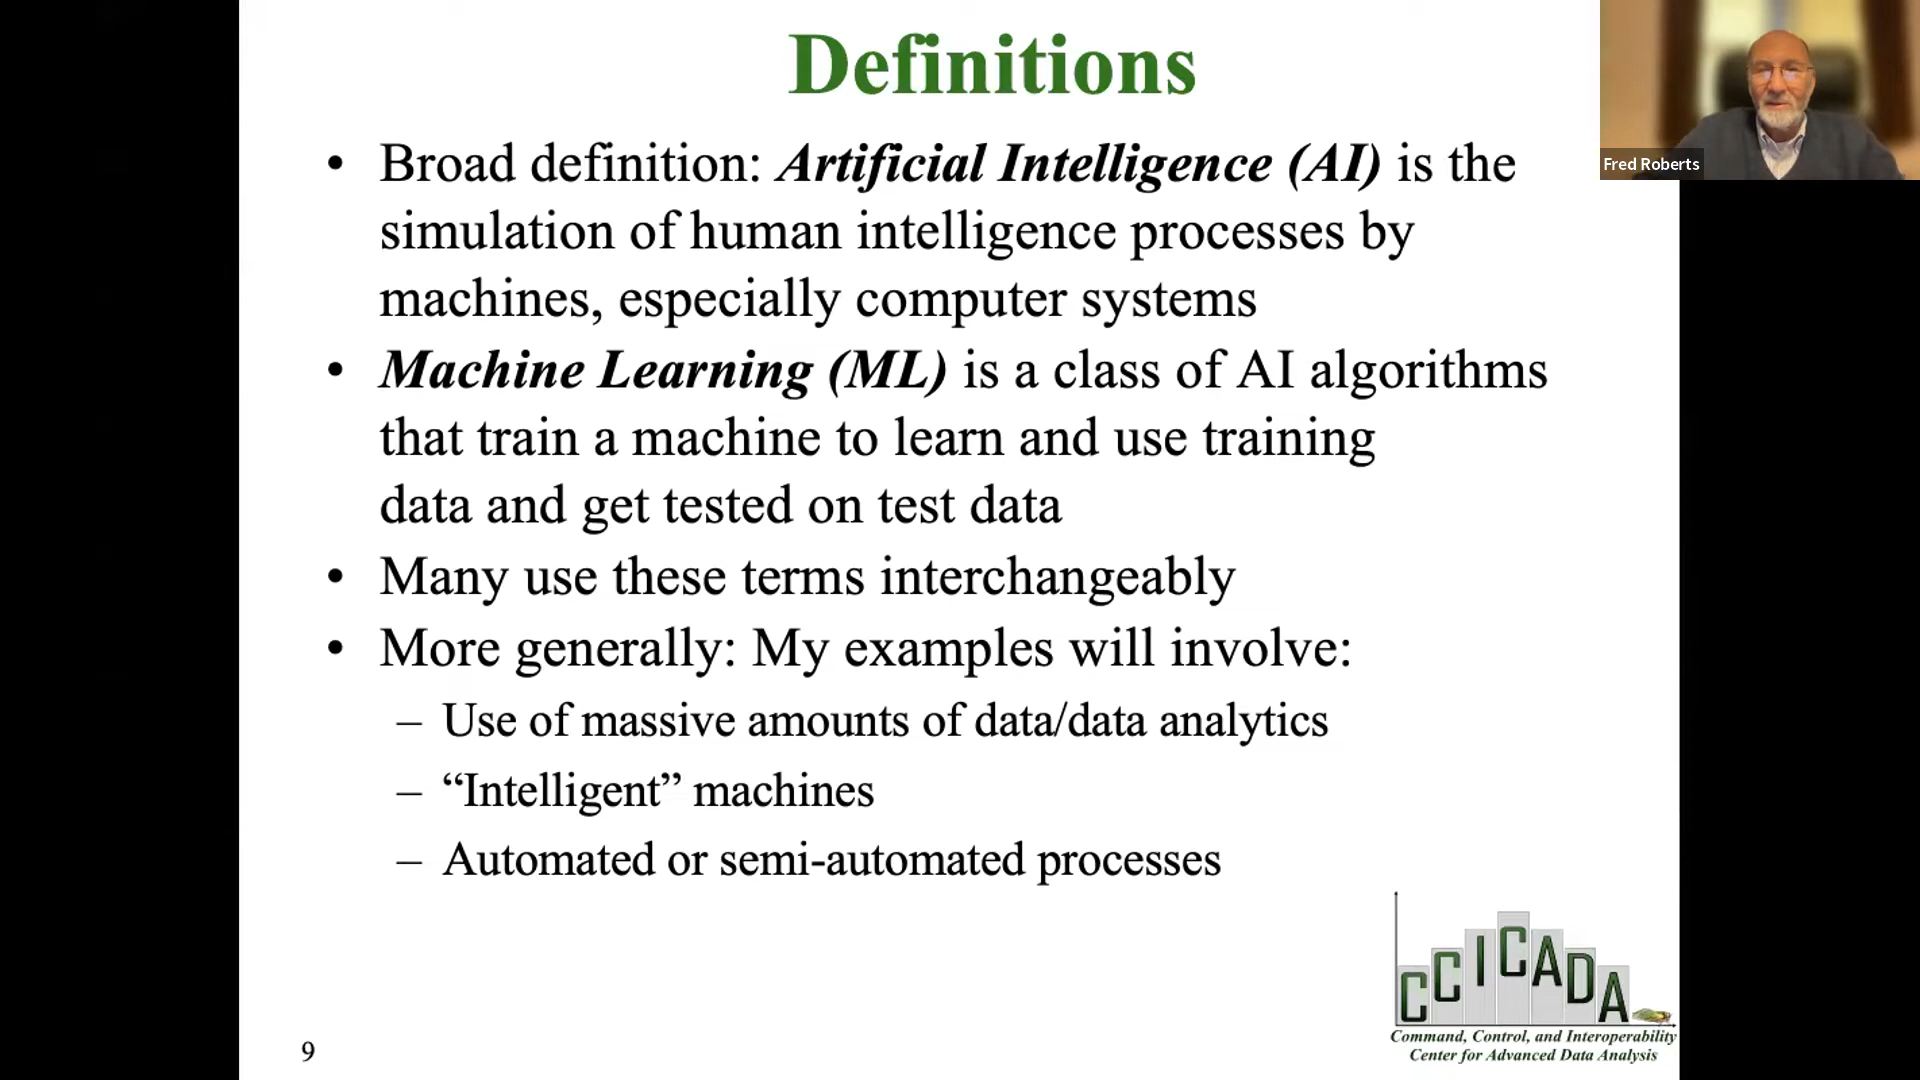 Definitions
• Broad definition: Artificial Intelligence (AI) is the
simulation of human intelligence processes by
machines, especially computer systems
• Machine Learning (ML) is a class of AI algorithms
that train a machine to learn and use training
data and get tested on test data
• Many use these terms interchangeably
• More generally: My examples will involve:
– Use of massive amounts of data/data analytics
– “Intelligent” machines
– Automated or semi-automated processes
9
CCICADA
Command, Control, and Interoperability
Center for Advanced Data Analysis
Fred Roberts